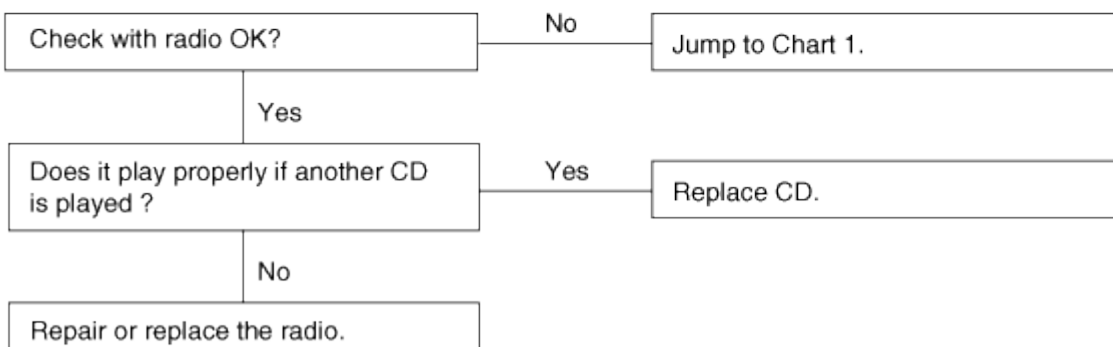 Check with radio OK?
No
Jump to Chart 1.
Yes
Does it play properly if another CD
is played ?
Yes
Replace CD.
No
Repair or replace the radio.